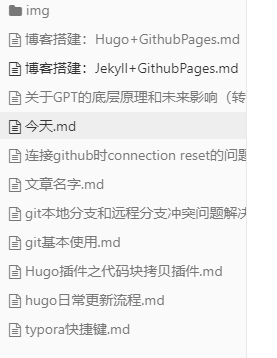 img
博客搭建：Hugo+GithubPages.md
博客搭建：Jekyll+GithubPages.md
关于GPT的底层原理和未来影响（转
今天.md
连接github时connection reset的问题
文章名字.md
git本地分支和远程分支冲突问题解决
git基本使用.md
Hugo插件之代码块拷贝插件.md
hugo日常更新流程.md
typora快捷键.md